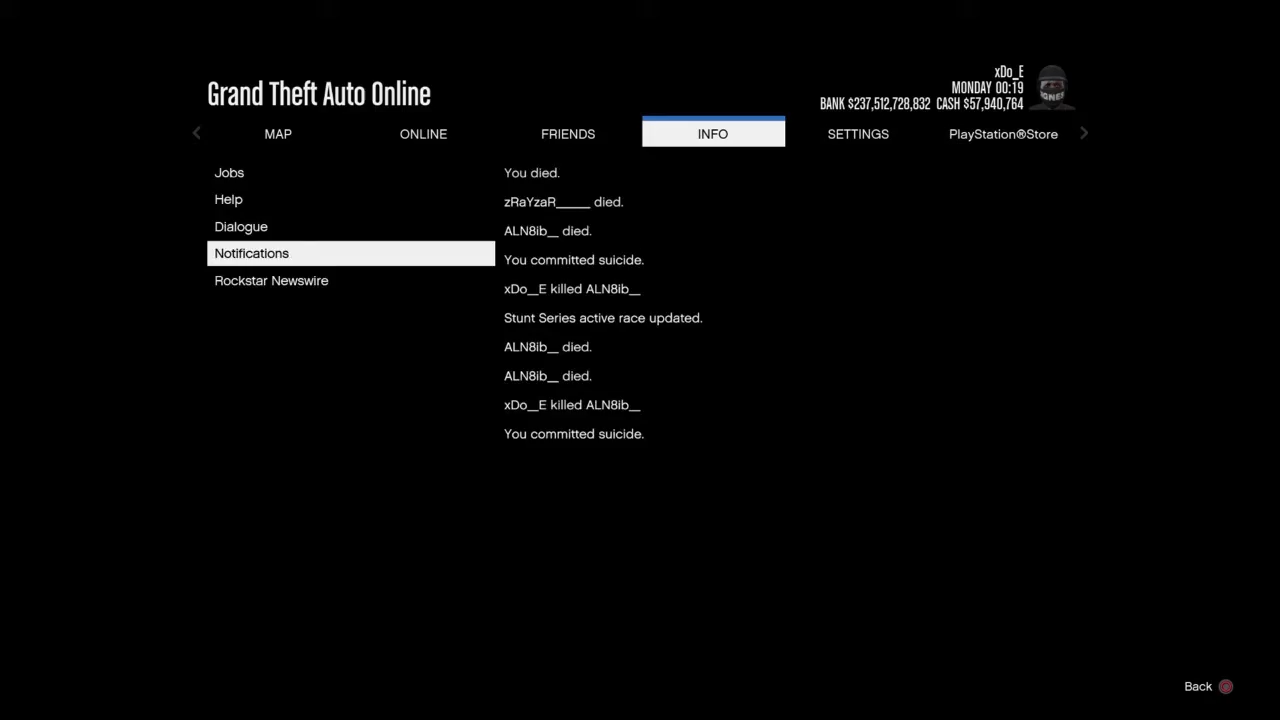 Grand Theft Auto Online
xDo_E
MONDAY 00:19
BANK $237,512,728,832 CASH $57,940,764
MAP ONLINE FRIENDS INFO SETTINGS PlayStation®Store
Jobs
Help
Dialogue
Notifications
Rockstar Newswire
You died.
zRaYzaR_____ died.
ALN8ib__ died.
You committed suicide.
xDo__E killed ALN8ib__
Stunt Series active race updated.
ALN8ib__ died.
ALN8ib__ died.
xDo__E killed ALN8ib__
You committed suicide.
Back